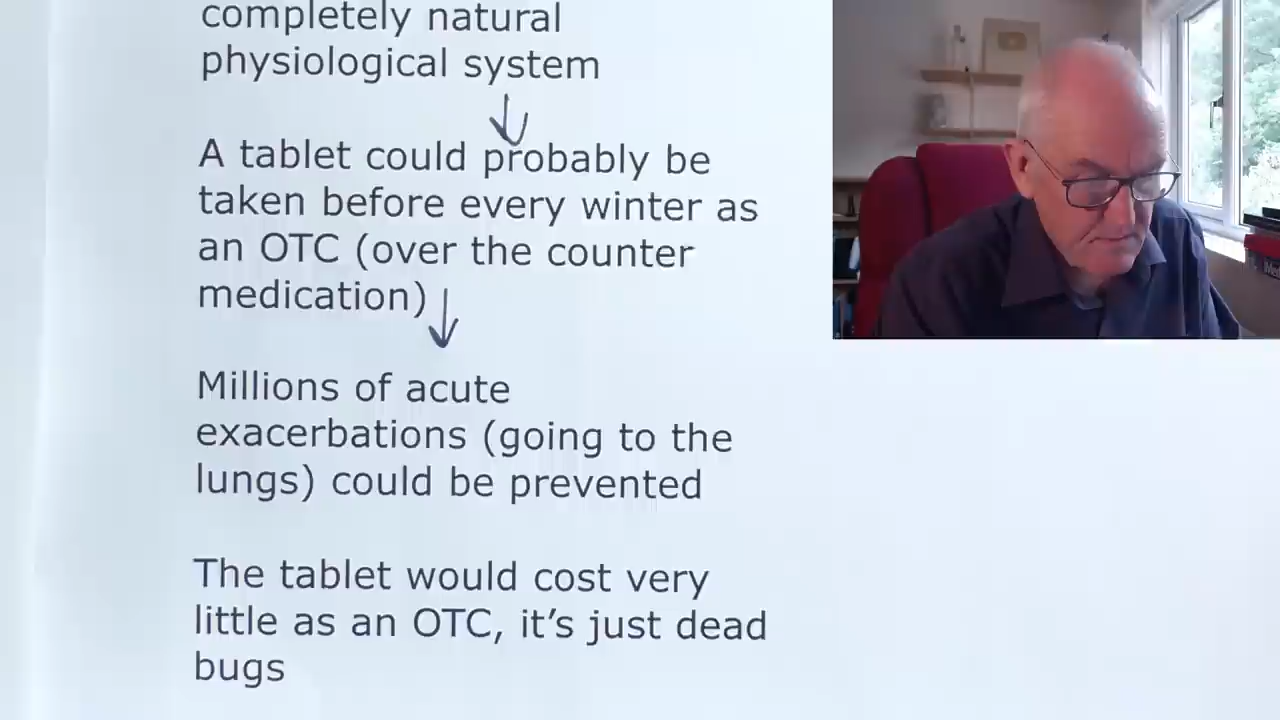 completely natural
physiological system
A tablet could probably be
taken before every winter as
an OTC (over the counter
medication)
Millions of acute
exacerbations (going to the
lungs) could be prevented
The tablet would cost very
little as an OTC, it's just dead
bugs